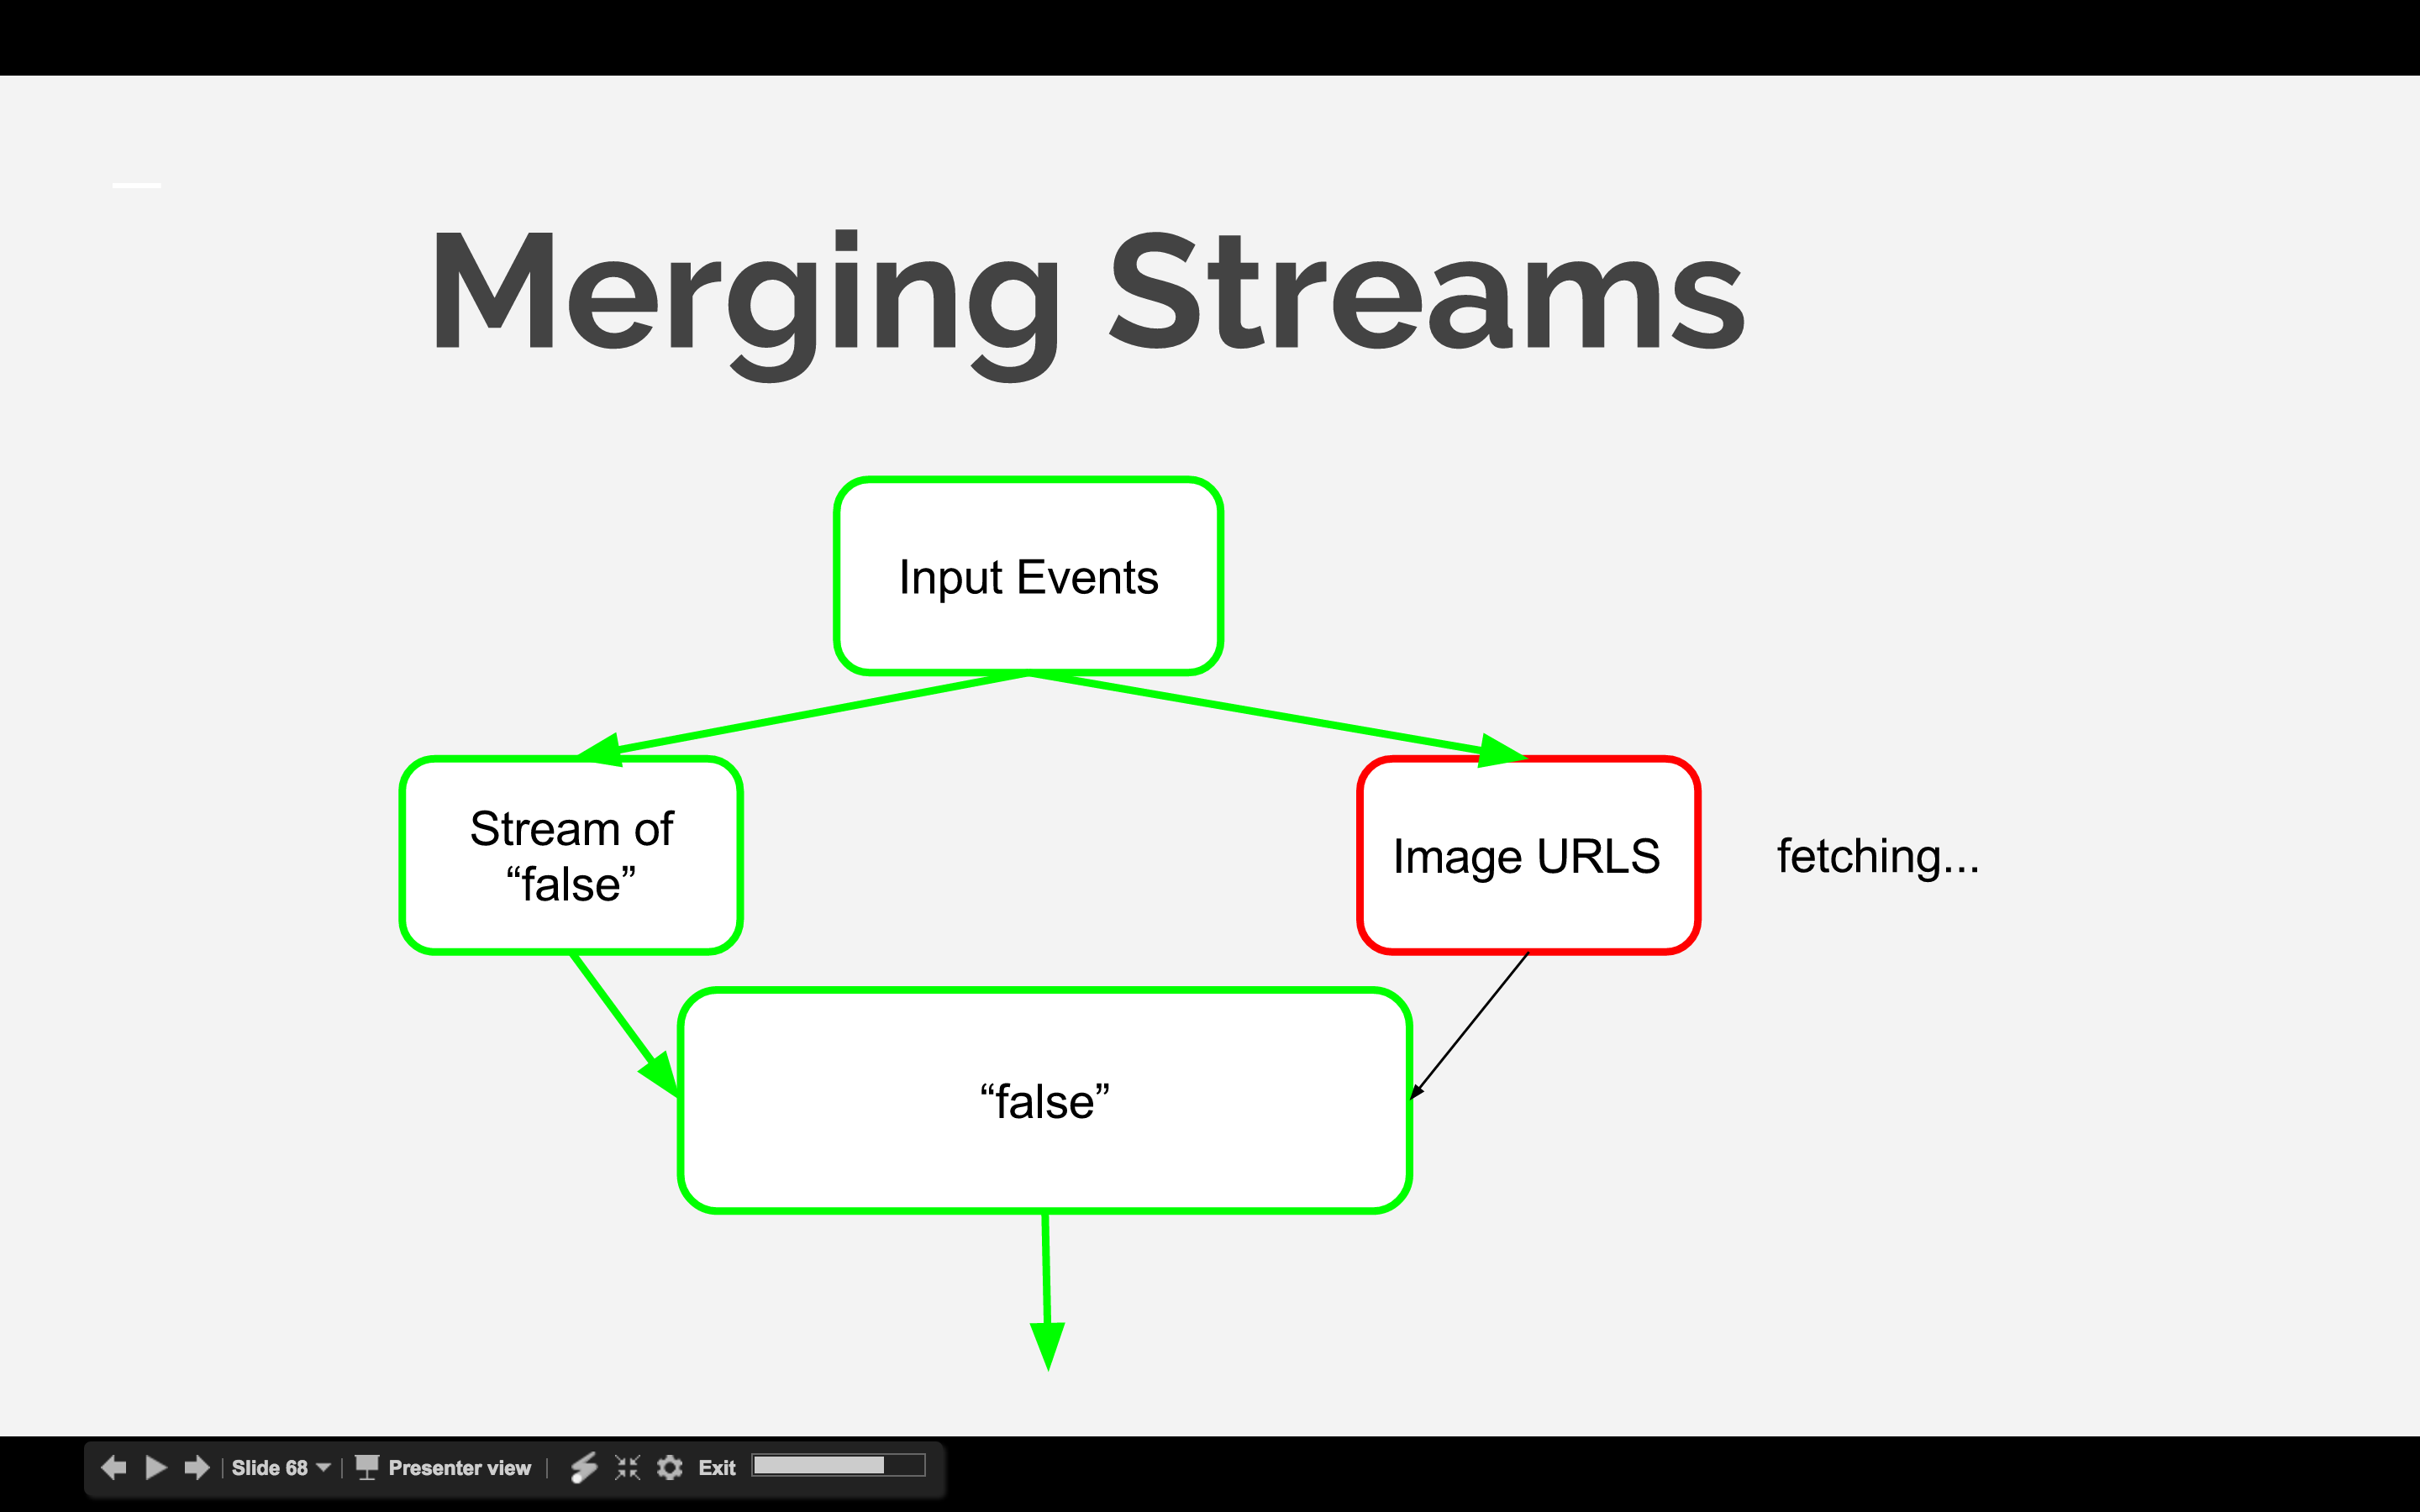 Merging Streams
Input Events
Stream of
“false”
Image URLS
fetching...
“false”
Slide 68
Presenter view
Exit